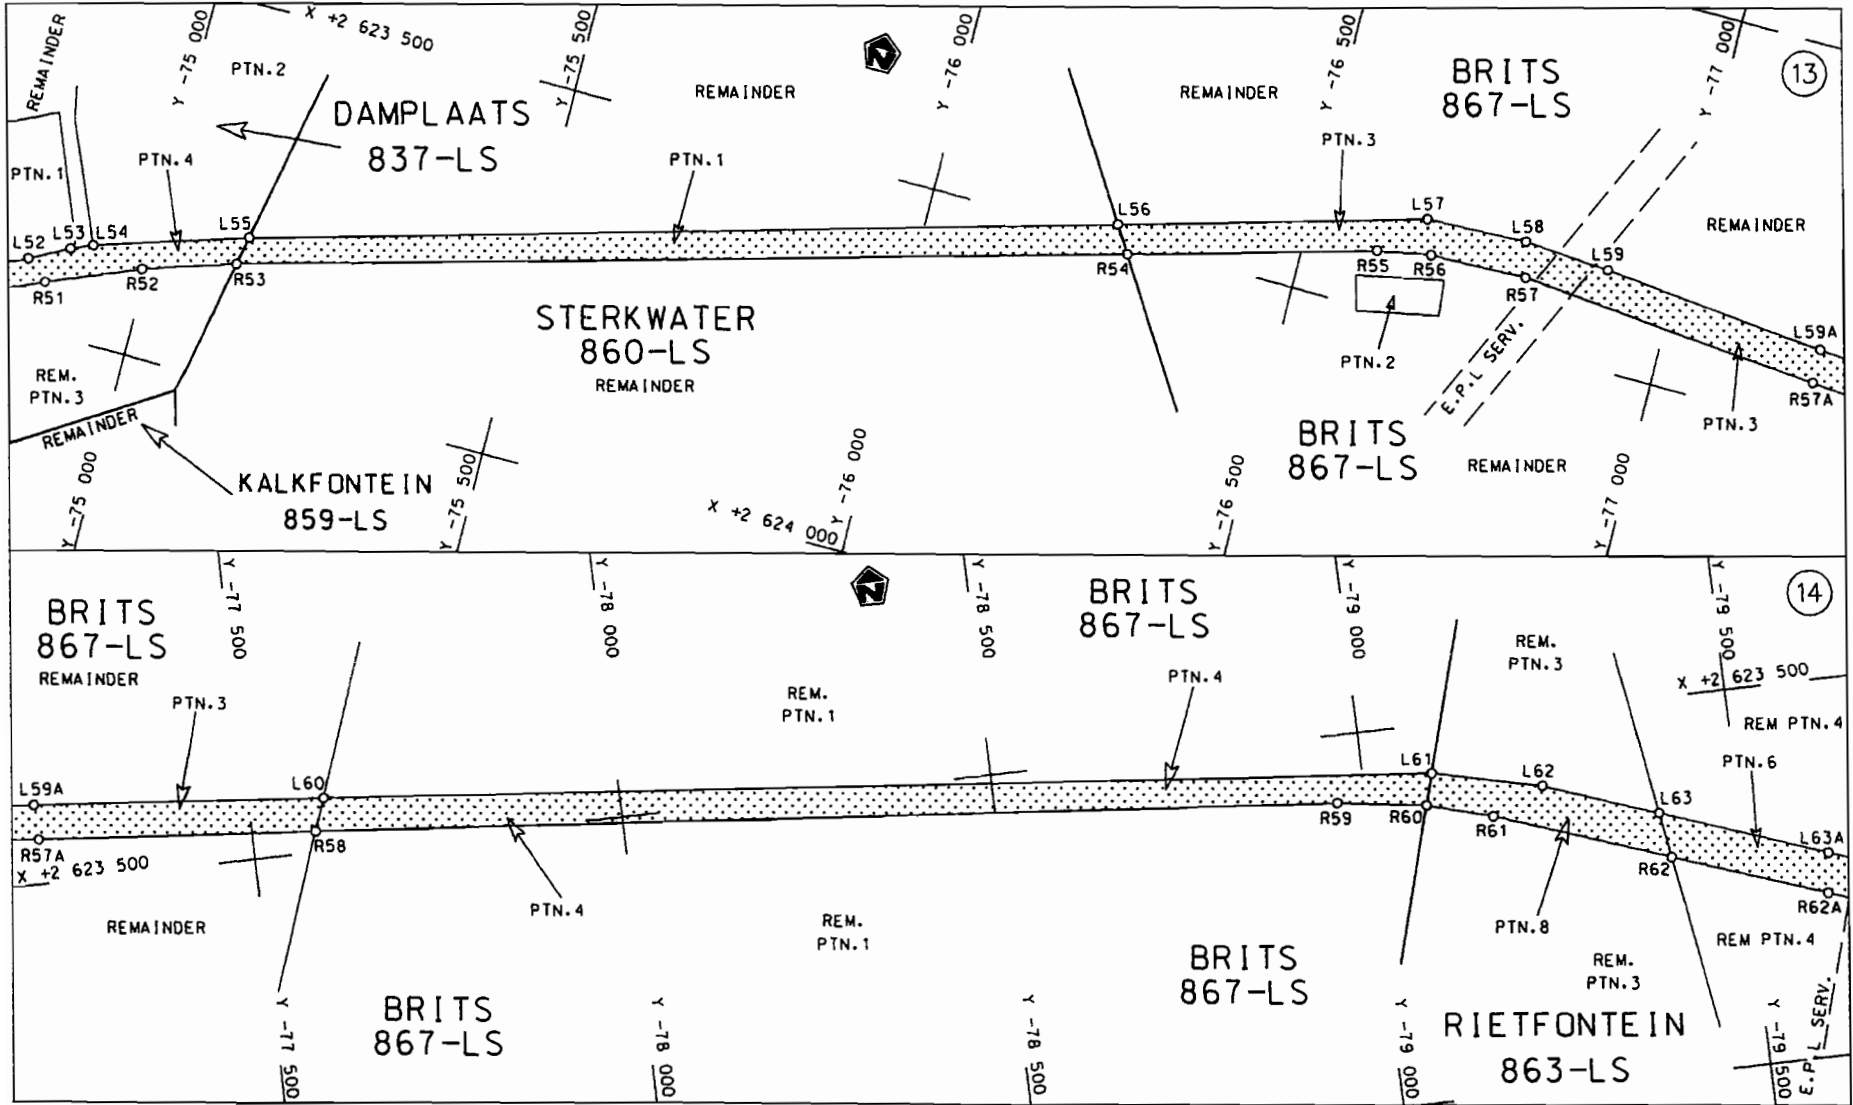 REMAINDER
Y -75 000
X +2 623 500
PTN.2
Y -75 500
REMAINDER
Y -76 000
N
REMAINDER
Y -76 500
BRITS
867-LS
Y -77 000
13
DAMPLAATS
837-LS
PTN.1
PTN.4
PTN.1
PTN.3
REMAINDER
L52
L53
L54
L55
L56
L57
L58
L59
L59A
R51
R52
R53
R54
R55
R56
R57
R57A
STERKWATER
860-LS
REMAINDER
REM.
PTN.3
REMAINDER
PTN.2
E.P.L SERV.
PTN.3
BRITS
867-LS
REMAINDER
KALKFONTEIN
859-LS
Y -75 000
Y -75 500
X +2 624 000
Y -76 000
Y -76 500
Y -77 000
Y -77 500
Y -78 000
N
Y -78 500
Y -79 000
Y -79 500
14
BRITS
867-LS
REMAINDER
BRITS
867-LS
REM.
PTN.3
X +2 623 500
REM PTN.4
PTN.3
REM.
PTN.1
PTN.4
PTN.6
L59A
L60
L61
L62
L63
L63A
R57A
R58
R59
R60
R61
R62
R62A
X +2 623 500
REMAINDER
PTN.4
REM.
PTN.1
PTN.8
REM PTN.4
BRITS
867-LS
REM.
PTN.3
BRITS
867-LS
RIETFONTEIN
863-LS
E.P.L SERV.
Y -77 500
Y -78 000
Y -78 500
Y -79 000
Y -79 500